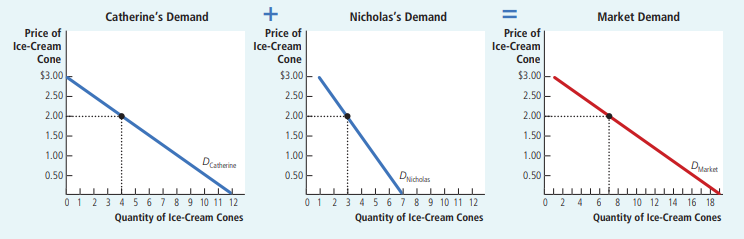 Catherine's Demand
+
Nicholas's Demand
=
Market Demand
Price of
Ice-Cream
Cone
$3.00
2.50
2.00
1.50
1.00
0.50
D Catherine
0 1 2 3 4 5 6 7 8 9 10 11 12
Quantity of Ice-Cream Cones
Price of
Ice-Cream
Cone
$3.00
2.50
2.00
1.50
1.00
0.50
D Nicholas
0 1 2 3 4 5 6 7 8 9 10 11 12
Quantity of Ice-Cream Cones
Price of
Ice-Cream
Cone
$3.00
2.50
2.00
1.50
1.00
0.50
D Market
0 2 4 6 7 8 10 12 14 16 18
Quantity of Ice-Cream Cones